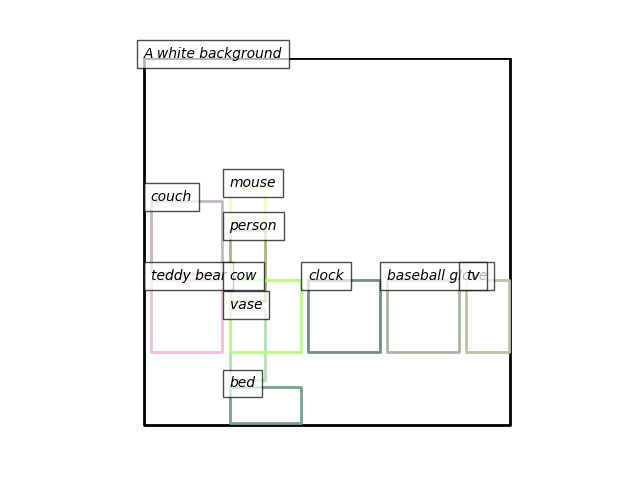 A white background
mouse
couch
person
teddy bear
cow
clock
baseball glove
tv
vase
bed